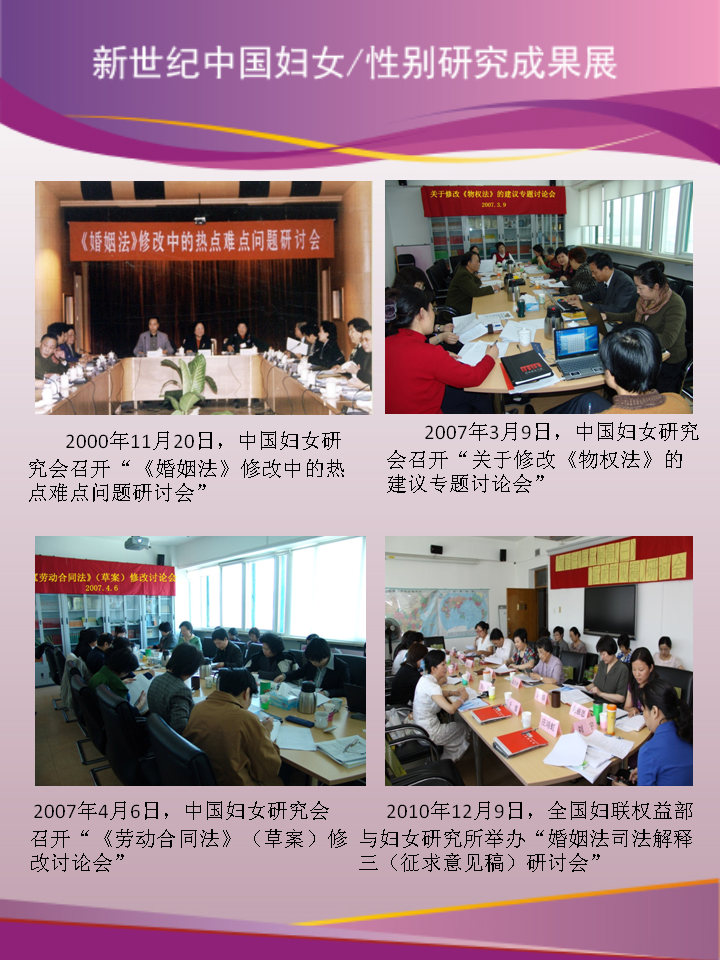 新世纪中国妇女/性别研究成果展
《婚姻法》修改中的热点难点问题研讨会
关于修改《物权法》的建议专题讨论会
2007.3.9
2000年11月20日，中国妇女研
究会召开“《婚姻法》修改中的热
点难点问题研讨会”
2007年3月9日，中国妇女研究
会召开“关于修改《物权法》的
建议专题讨论会”
《劳动合同法》（草案）修改讨论会
2007.4.6
2007年4月6日，中国妇女研究会
召开“《劳动合同法》（草案）修
改讨论会”
2010年12月9日，全国妇联权益部
与妇女研究所举办“婚姻法司法解释
三（征求意见稿）研讨会”